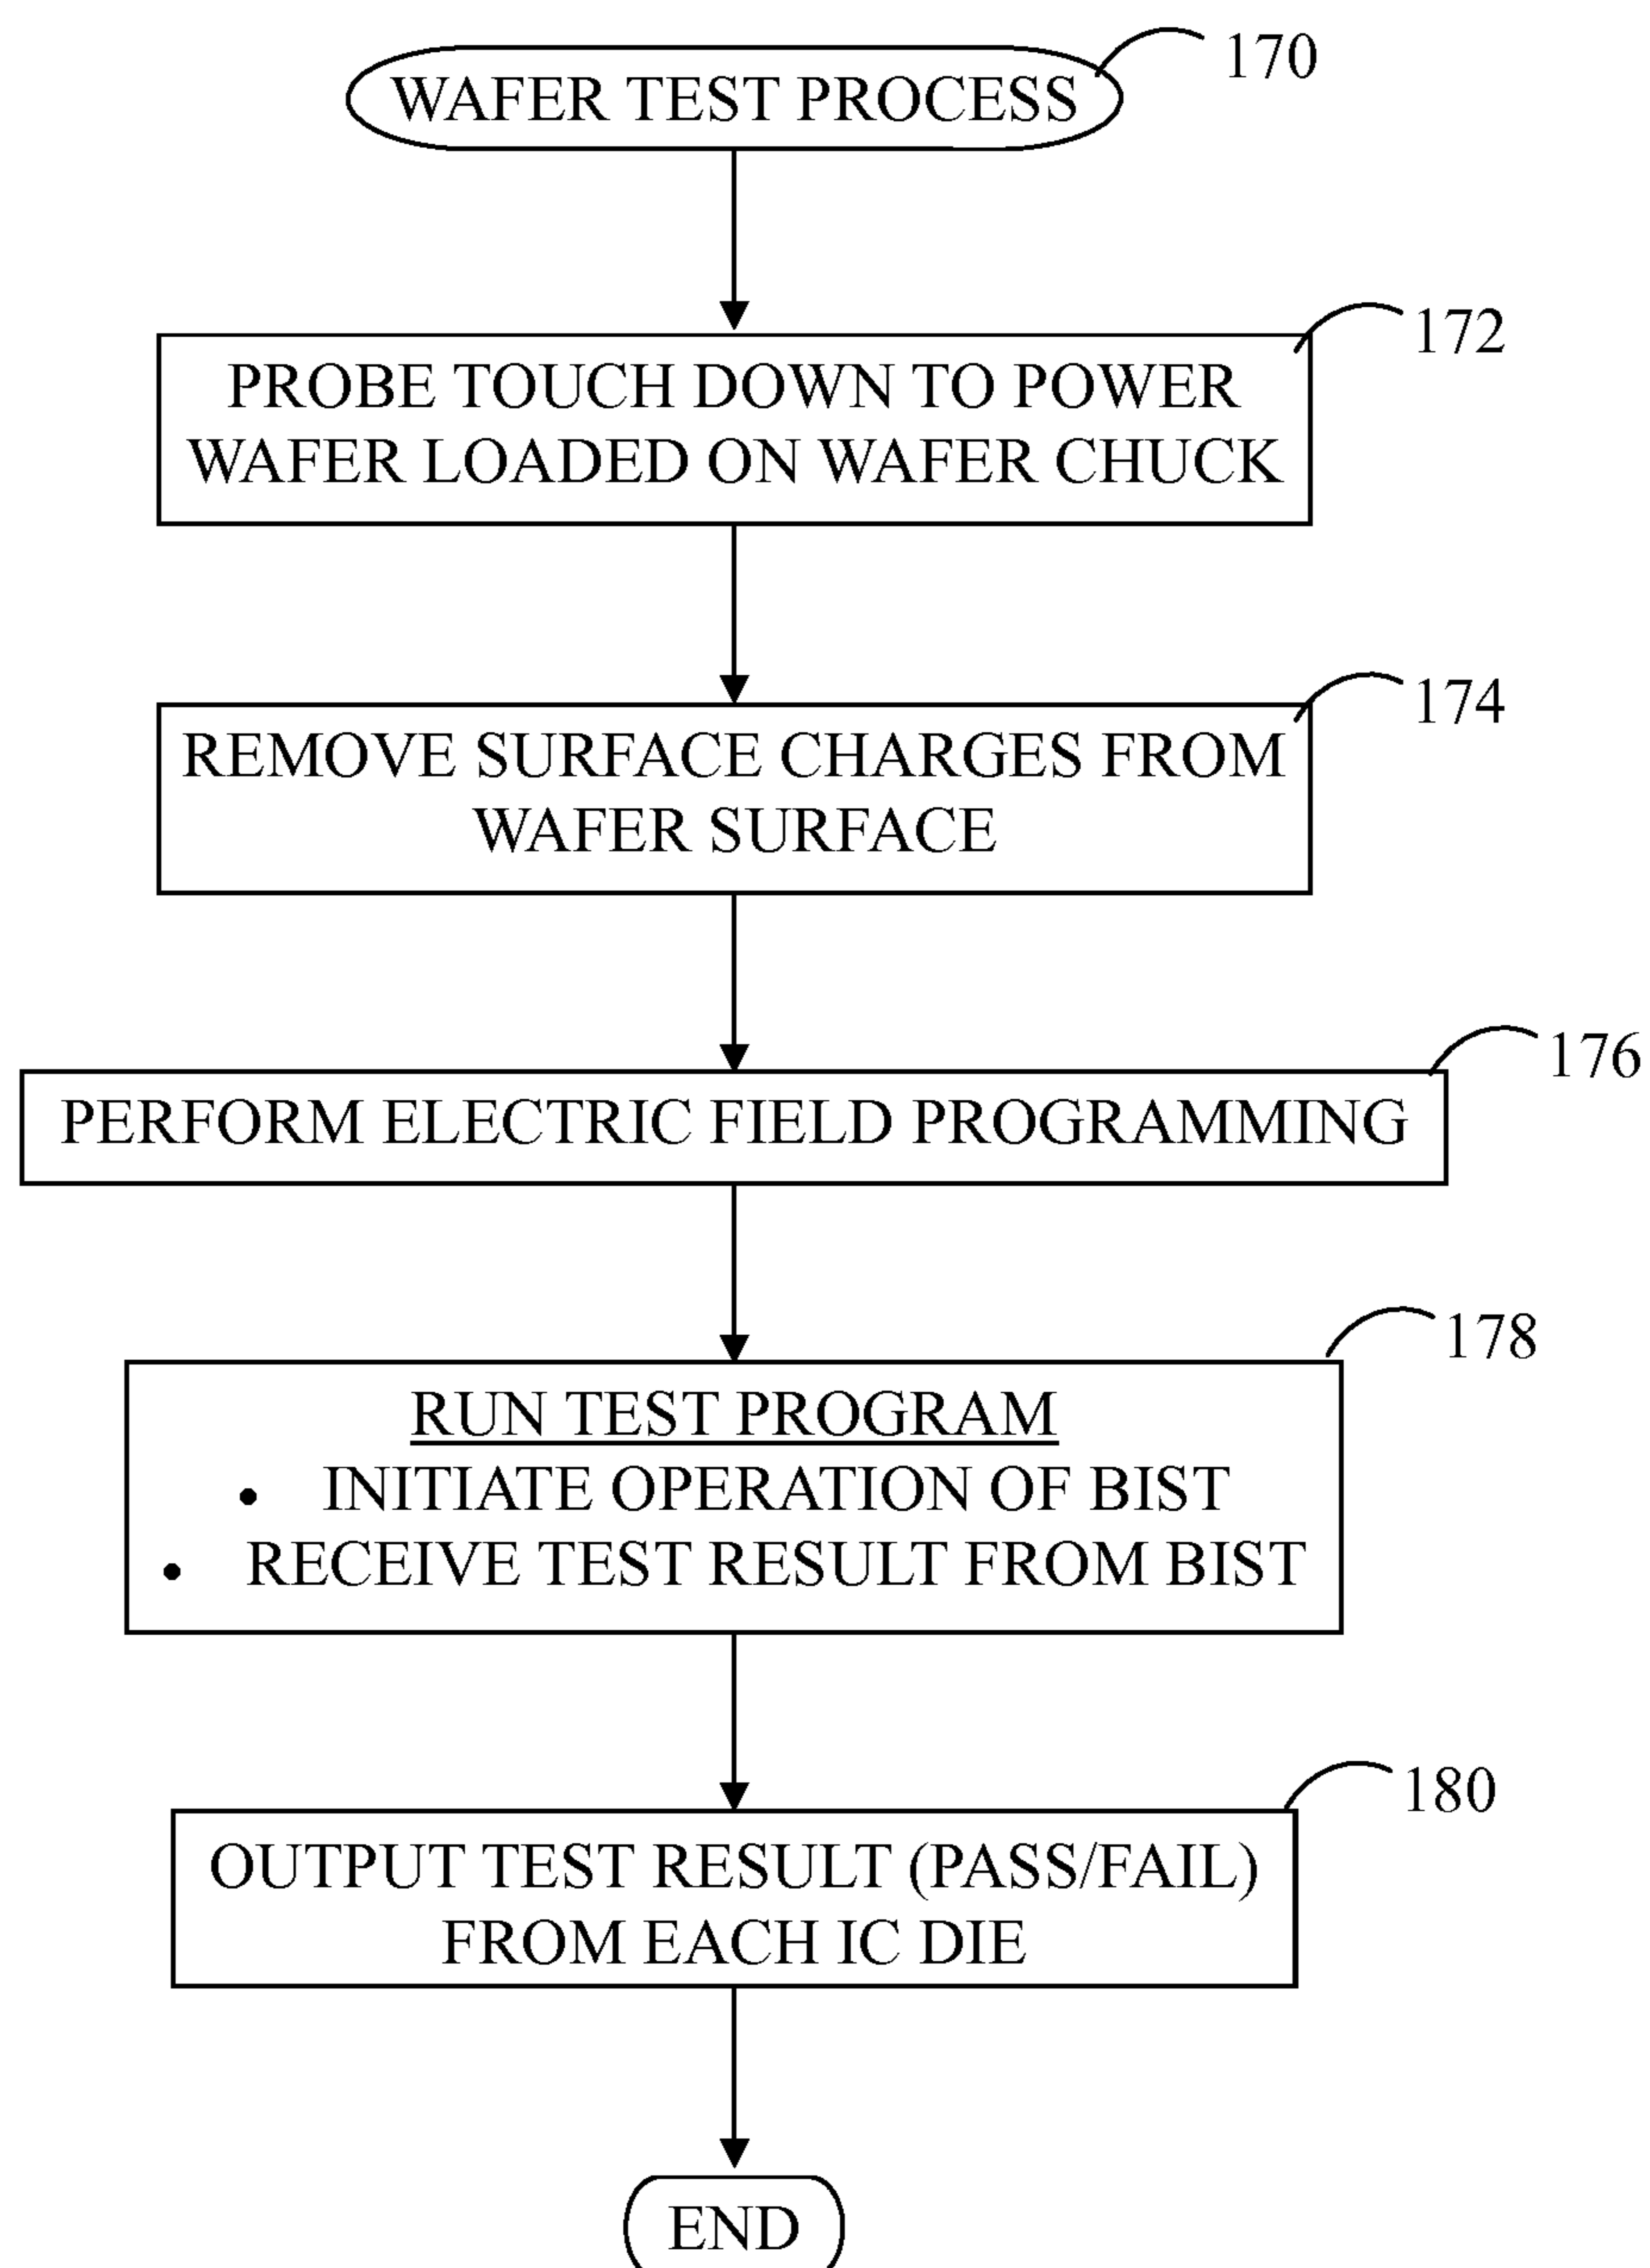 WAFER TEST PROCESS
170
PROBE TOUCH DOWN TO POWER
WAFER LOADED ON WAFER CHUCK
172
REMOVE SURFACE CHARGES FROM
WAFER SURFACE
174
PERFORM ELECTRIC FIELD PROGRAMMING
176
RUN TEST PROGRAM
• INITIATE OPERATION OF BIST
• RECEIVE TEST RESULT FROM BIST
178
OUTPUT TEST RESULT (PASS/FAIL)
FROM EACH IC DIE
180
END